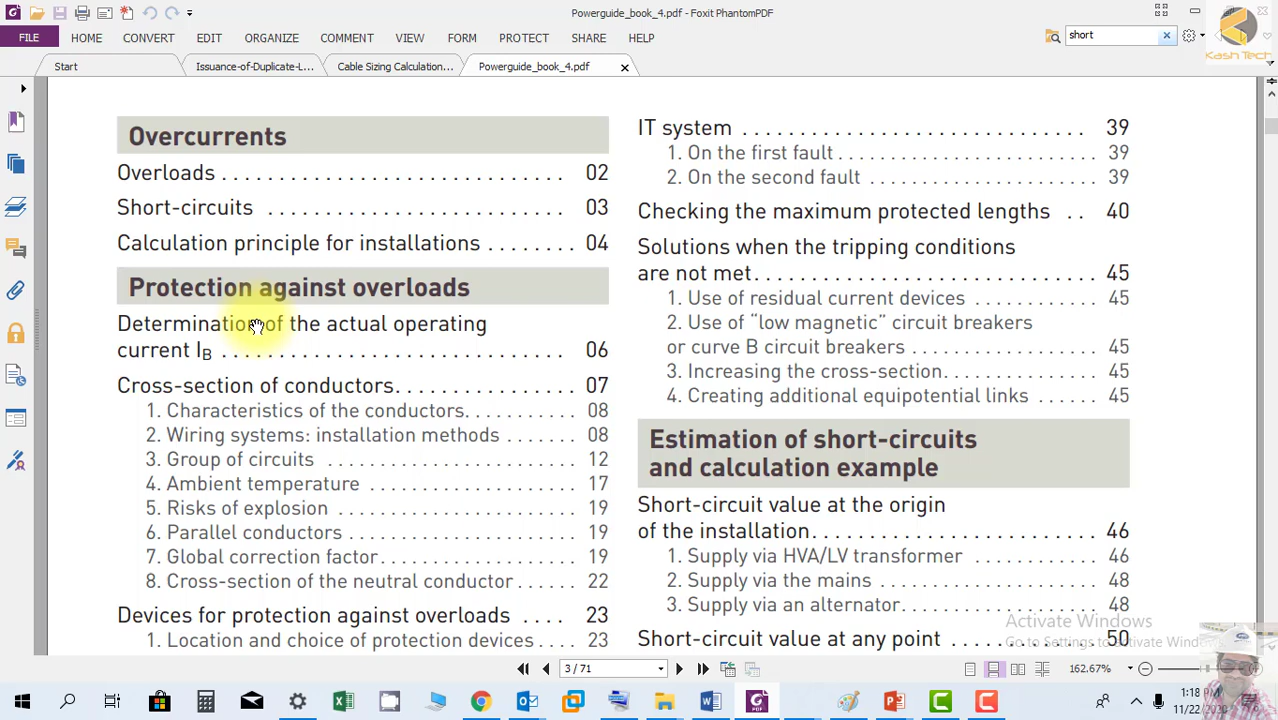 Powerguide_book_4.pdf - Foxit PhantomPDF
FILE HOME CONVERT EDIT ORGANIZE COMMENT VIEW FORM PROTECT SHARE HELP
short
Kash Tech
Start Issuance-of-Duplicate-L... Cable Sizing Calculation... Powerguide_book_4.pdf
Overcurrents
Overloads . . . . . . . . . . . . . . . . . . . . . . . . . . . . . 02
Short-circuits . . . . . . . . . . . . . . . . . . . . . . . . . . 03
Calculation principle for installations . . . . . . . . 04
Protection against overloads
Determination of the actual operating
current IB . . . . . . . . . . . . . . . . . . . . . . . . . . . . . 06
Cross-section of conductors. . . . . . . . . . . . . . . . 07
1. Characteristics of the conductors. . . . . . . . . . 08
2. Wiring systems: installation methods . . . . . . . 08
3. Group of circuits . . . . . . . . . . . . . . . . . . . . . . . 12
4. Ambient temperature . . . . . . . . . . . . . . . . . . . 17
5. Risks of explosion . . . . . . . . . . . . . . . . . . . . . . 19
6. Parallel conductors . . . . . . . . . . . . . . . . . . . . . 19
7. Global correction factor. . . . . . . . . . . . . . . . . . 19
8. Cross-section of the neutral conductor . . . . . . 22
Devices for protection against overloads . . . . 23
1. Location and choice of protection devices . . . . 23
IT system . . . . . . . . . . . . . . . . . . . . . . . . . . . . . 39
1. On the first fault . . . . . . . . . . . . . . . . . . . . . . . 39
2. On the second fault . . . . . . . . . . . . . . . . . . . . 39
Checking the maximum protected lengths . . 40
Solutions when the tripping conditions
are not met. . . . . . . . . . . . . . . . . . . . . . . . . . . . 45
1. Use of residual current devices . . . . . . . . . . . . 45
2. Use of “low magnetic” circuit breakers
or curve B circuit breakers . . . . . . . . . . . . . . . . . 45
3. Increasing the cross-section. . . . . . . . . . . . . . . 45
4. Creating additional equipotential links . . . . . . 45
Estimation of short-circuits
and calculation example
Short-circuit value at the origin
of the installation. . . . . . . . . . . . . . . . . . . . . . . 46
1. Supply via HVA/LV transformer . . . . . . . . . . . . 46
2. Supply via the mains . . . . . . . . . . . . . . . . . . . . 48
3. Supply via an alternator. . . . . . . . . . . . . . . . . . 48
Short-circuit value at any point . . . . . . . . . . . . 50
Activate Windows
Go to Settings to Activate Windows.
3 / 71
162.67%
1:18 PM
11/22/2020